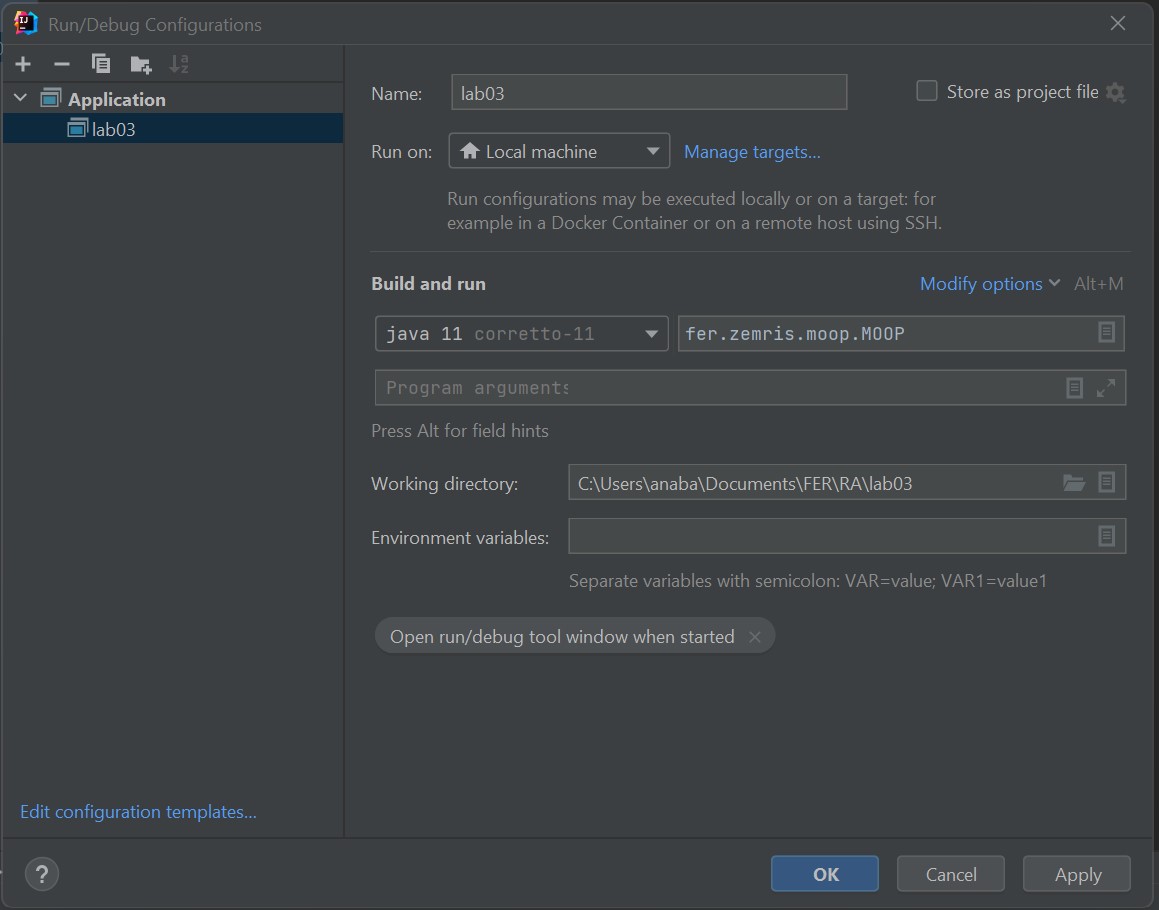 Run/Debug Configurations
Application
lab03
Edit configuration templates...
Name: lab03
Store as project file
Run on: Local machine Manage targets...
Run configurations may be executed locally or on a target: for
example in a Docker Container or on a remote host using SSH.
Build and run
Modify options Alt+M
java 11 corretto-11 fer.zemris.moop.MOOP
Program arguments
Press Alt for field hints
Working directory: C:\Users\anaba\Documents\FER\RA\lab03
Environment variables:
Separate variables with semicolon: VAR=value; VAR1=value1
Open run/debug tool window when started
? OK Cancel Apply